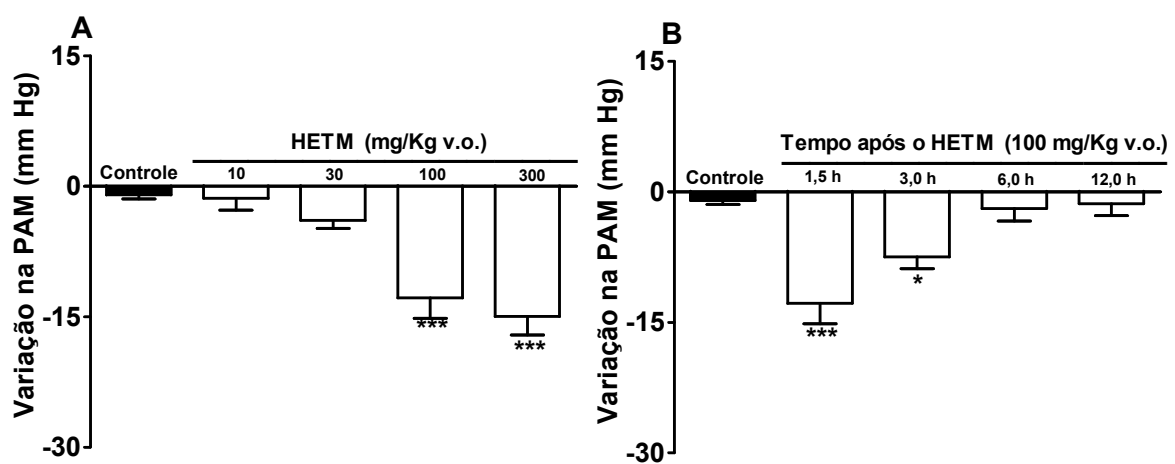 A
Variação na PAM (mm Hg)
15
0
-15
-30
HETM (mg/Kg v.o.)
Controle
10
30
100
300
***
***
B
Variação na PAM (mm Hg)
15
0
-15
-30
Tempo após o HETM (100 mg/Kg v.o.)
Controle
1,5 h
3,0 h
6,0 h
12,0 h
***
*